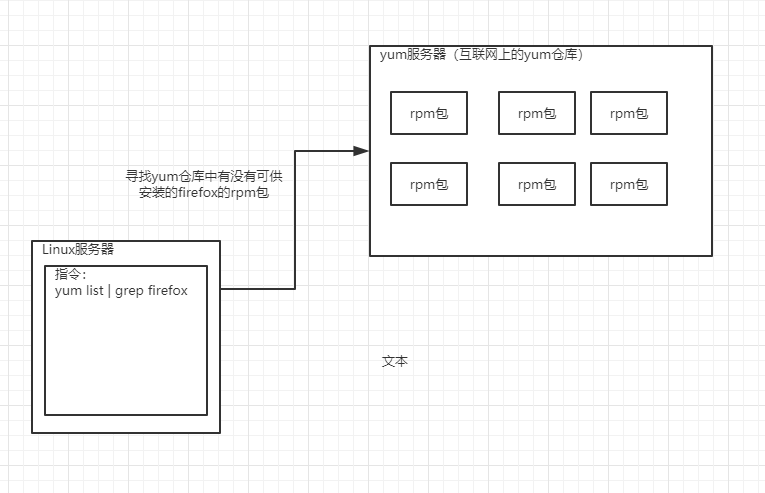 yum服务器（互联网上的yum仓库）
rpm包
rpm包
rpm包
rpm包
rpm包
rpm包
寻找yum仓库中有没有可供
安装的firefox的rpm包
Linux服务器
指令：
yum list | grep firefox
文本